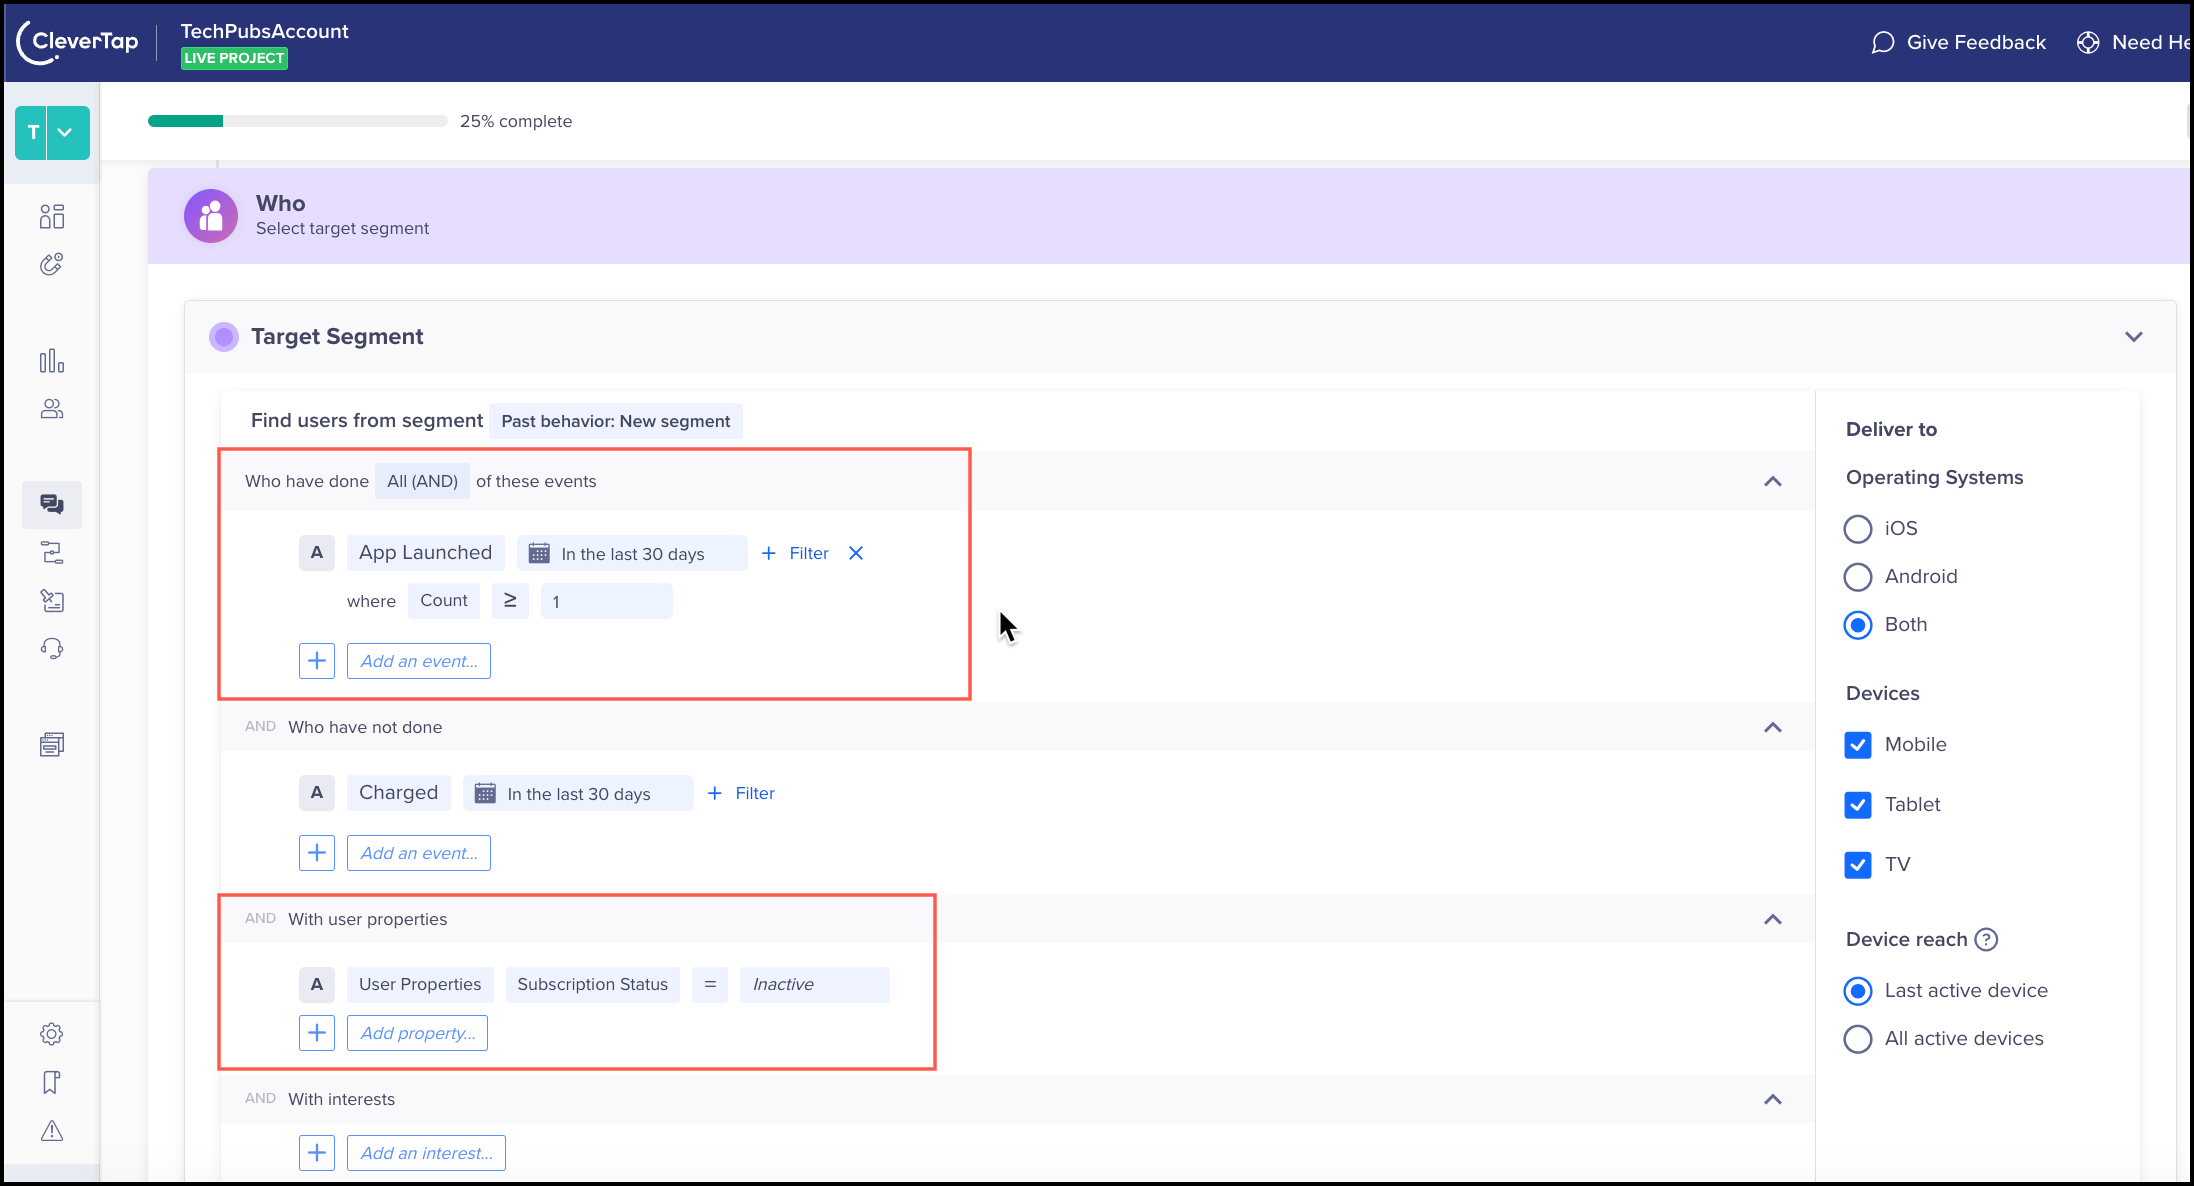 CleverTap
TechPubsAccount
LIVE PROJECT
Give Feedback
Need He
T
25% complete
Who
Select target segment
Target Segment
Find users from segment Past behavior: New segment
Who have done All (AND) of these events
A App Launched In the last 30 days + Filter ×
where Count ≥ 1
+ Add an event...
AND Who have not done
A Charged In the last 30 days + Filter
+ Add an event...
AND With user properties
A User Properties Subscription Status = Inactive
+ Add property...
AND With interests
+ Add an interest...
Deliver to
Operating Systems
iOS
Android
Both
Devices
Mobile
Tablet
TV
Device reach ?
Last active device
All active devices